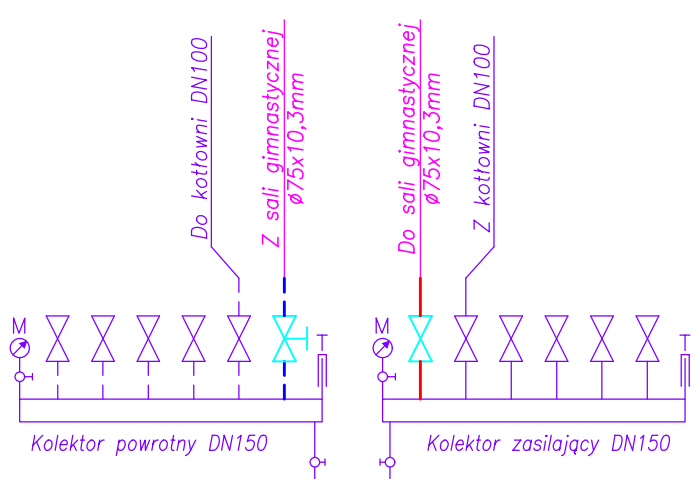 Do kotłowni DN100
Z sali gimnastycznej
ø75x10,3mm
Do sali gimnastycznej
ø75x10,3mm
Z kotłowni DN100
M
T
M
T
Kolektor powrotny DN150
Kolektor zasilający DN150